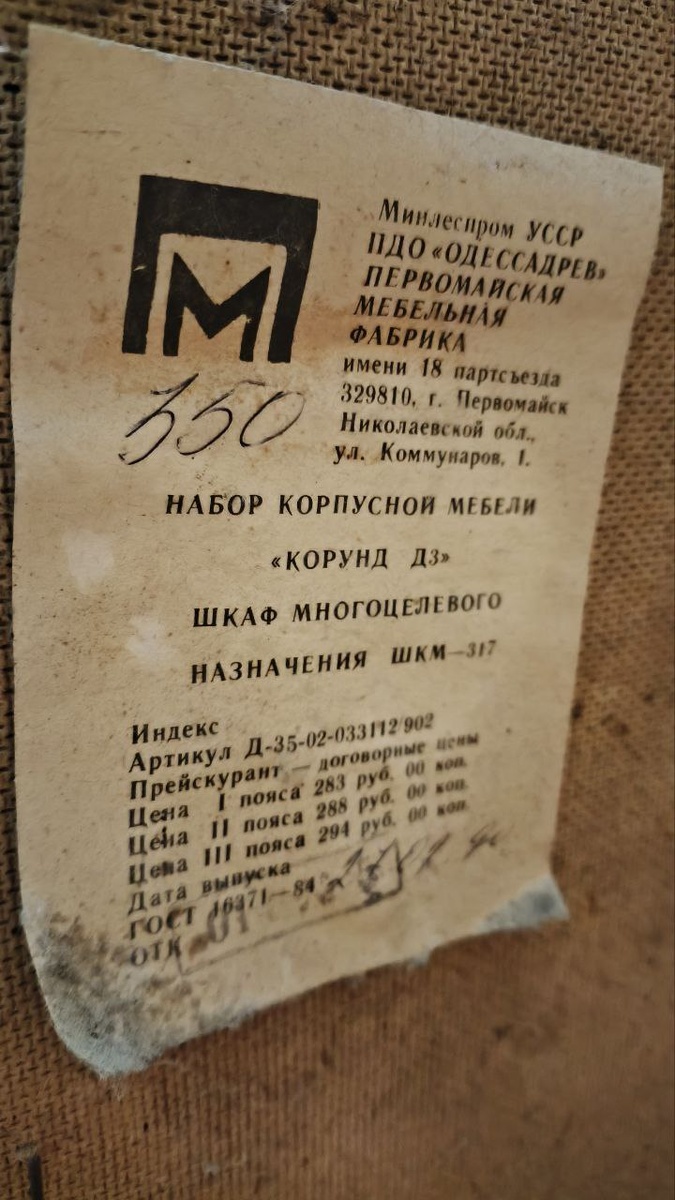 ПМ
Минлеспром УССР
ПДО «ОДЕССАДРЕВ»
ПЕРВОМАЙСКАЯ
МЕБЕЛЬНАЯ
ФАБРИКА
имени 18 партсъезда
329810, г. Первомайск
Николаевской обл.,
ул. Коммунаров, 1.
350
НАБОР КОРПУСНОЙ МЕБЕЛИ
«КОРУНД Д3»
ШКАФ МНОГОЦЕЛЕВОГО
НАЗНАЧЕНИЯ ШКМ—317
Индекс
Артикул Д-35-02-033112 902
Прейскурант — договорные цены
Цена I пояса 283 руб. 00 коп.
Цена II пояса 288 руб. 00 коп.
Цена III пояса 294 руб. 00 коп.
Дата выпуска
ГОСТ 16371—84
ОТК